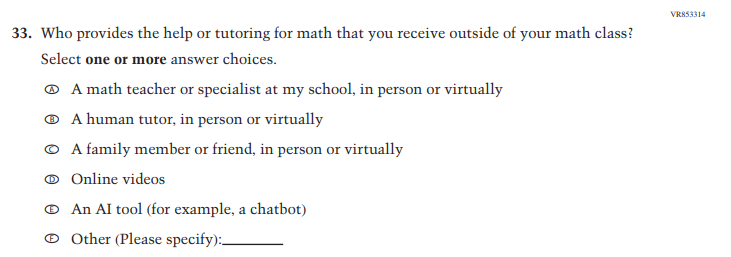 VR853314
33. Who provides the help or tutoring for math that you receive outside of your math class?
Select one or more answer choices.
Ⓐ A math teacher or specialist at my school, in person or virtually
Ⓑ A human tutor, in person or virtually
Ⓒ A family member or friend, in person or virtually
Ⓓ Online videos
Ⓔ An AI tool (for example, a chatbot)
Ⓕ Other (Please specify):________